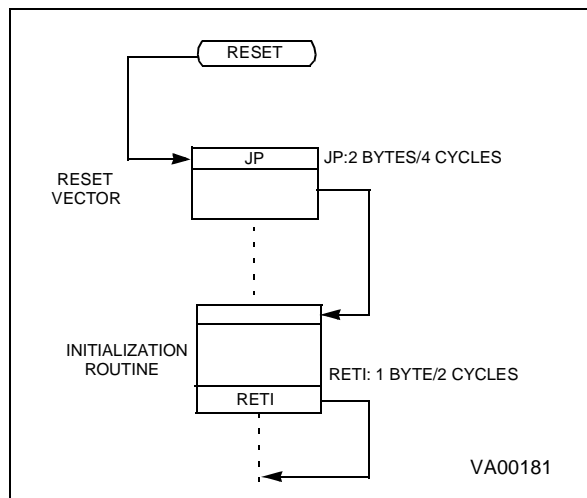 RESET
JP
JP:2 BYTES/4 CYCLES
RESET
VECTOR
INITIALIZATION
ROUTINE
RETI: 1 BYTE/2 CYCLES
RETI
VA00181